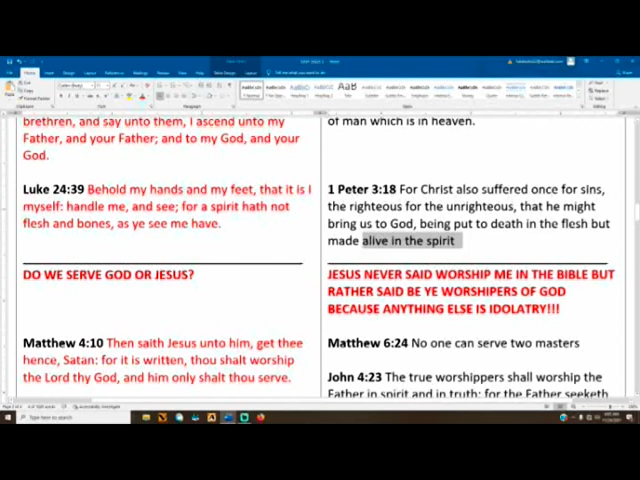 brethren, and say unto them, I ascend unto my
Father, and your Father; and to my God, and your
God.
Luke 24:39 Behold my hands and my feet, that it is I
myself: handle me, and see; for a spirit hath not
flesh and bones, as ye see me have.
DO WE SERVE GOD OR JESUS?
Matthew 4:10 Then saith Jesus unto him, get thee
hence, Satan: for it is written, thou shalt worship
the Lord thy God, and him only shalt thou serve.
of man which is in heaven.
1 Peter 3:18 For Christ also suffered once for sins,
the righteous for the unrighteous, that he might
bring us to God, being put to death in the flesh but
made alive in the spirit
JESUS NEVER SAID WORSHIP ME IN THE BIBLE BUT
RATHER SAID BE YE WORSHIPERS OF GOD
BECAUSE ANYTHING ELSE IS IDOLATRY!!!
Matthew 6:24 No one can serve two masters
John 4:23 The true worshippers shall worship the
Father in spirit and in truth: for the Father seeketh
Type here to search